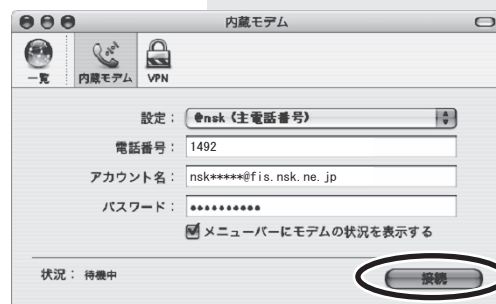 内蔵モデム
一覧 内蔵モデム VPN
設定： @nsk（主電話番号）
電話番号： 1492
アカウント名： nsk*****@fis.nsk.ne.jp
パスワード： ●●●●●●●●●●
メニューバーにモデムの状況を表示する
状況： 待機中 接続